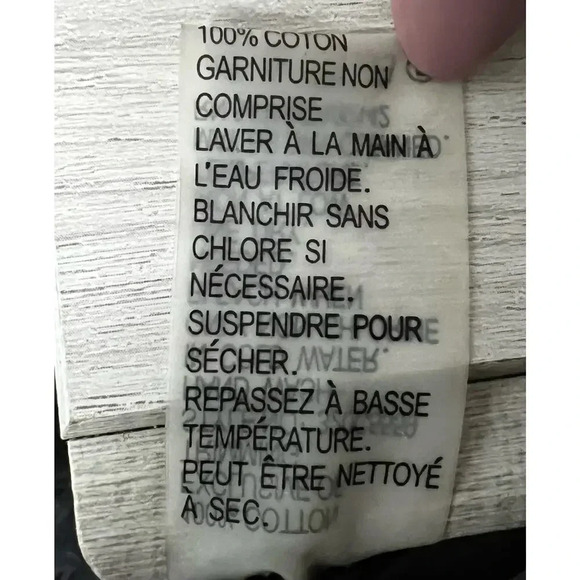 100% COTON
GARNITURE NON
COMPRISE
LAVER À LA MAIN À
L'EAU FROIDE.
BLANCHIR SANS
CHLORE SI
NÉCESSAIRE.
SUSPENDRE POUR
SÉCHER.
REPASSEZ À BASSE
TEMPÉRATURE.
PEUT ÊTRE NETTOYÉ
À SEC.